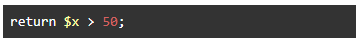 return $x > 50;